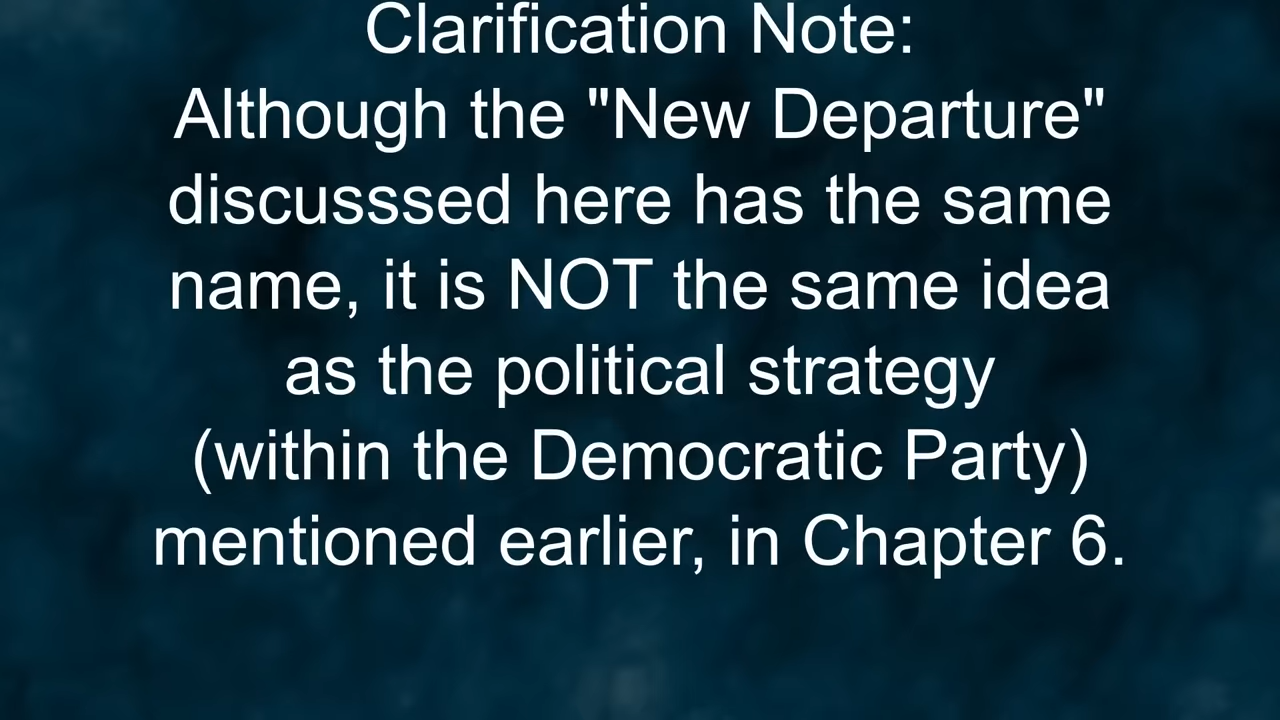 Clarification Note:
Although the "New Departure"
discusssed here has the same
name, it is NOT the same idea
as the political strategy
(within the Democratic Party)
mentioned earlier, in Chapter 6.